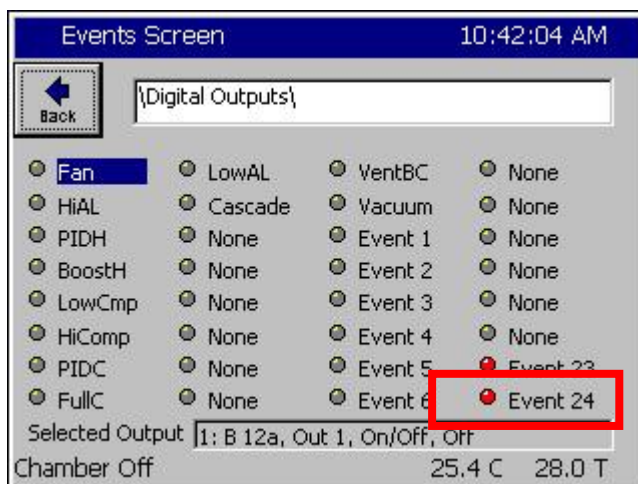 Events Screen 10:42:04 AM
Back
\Digital Outputs\
Fan LowAL VentBC None
HiAL Cascade Vacuum None
PIDH None Event 1 None
BoostH None Event 2 None
LowCmp None Event 3 None
HiComp None Event 4 None
PIDC None Event 5 Event 23
FullC None Event 6 Event 24
Selected Output 1: B 12a, Out 1, On/Off, Off
Chamber Off 25.4 C 28.0 T